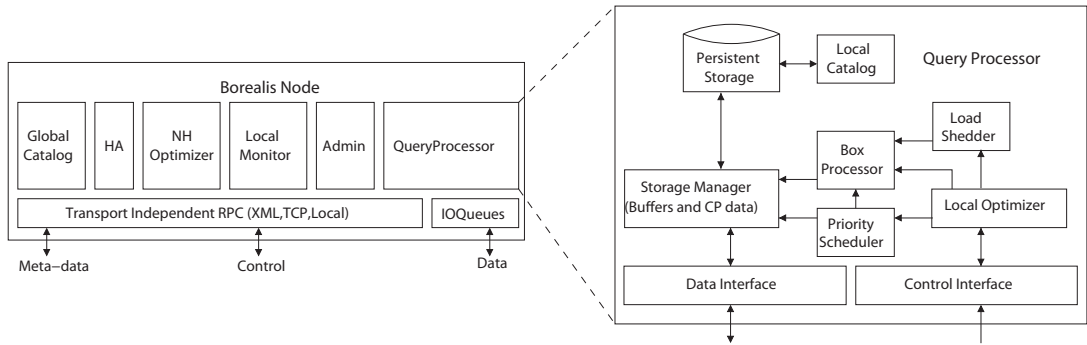 Borealis Node
Global
Catalog
HA
NH
Optimizer
Local
Monitor
Admin
QueryProcessor
Transport Independent RPC (XML,TCP,Local)
IOQueues
Meta−data
Control
Data
Query Processor
Persistent
Storage
Local
Catalog
Load
Shedder
Box
Processor
Storage Manager
(Buffers and CP data)
Local Optimizer
Priority
Scheduler
Data Interface
Control Interface